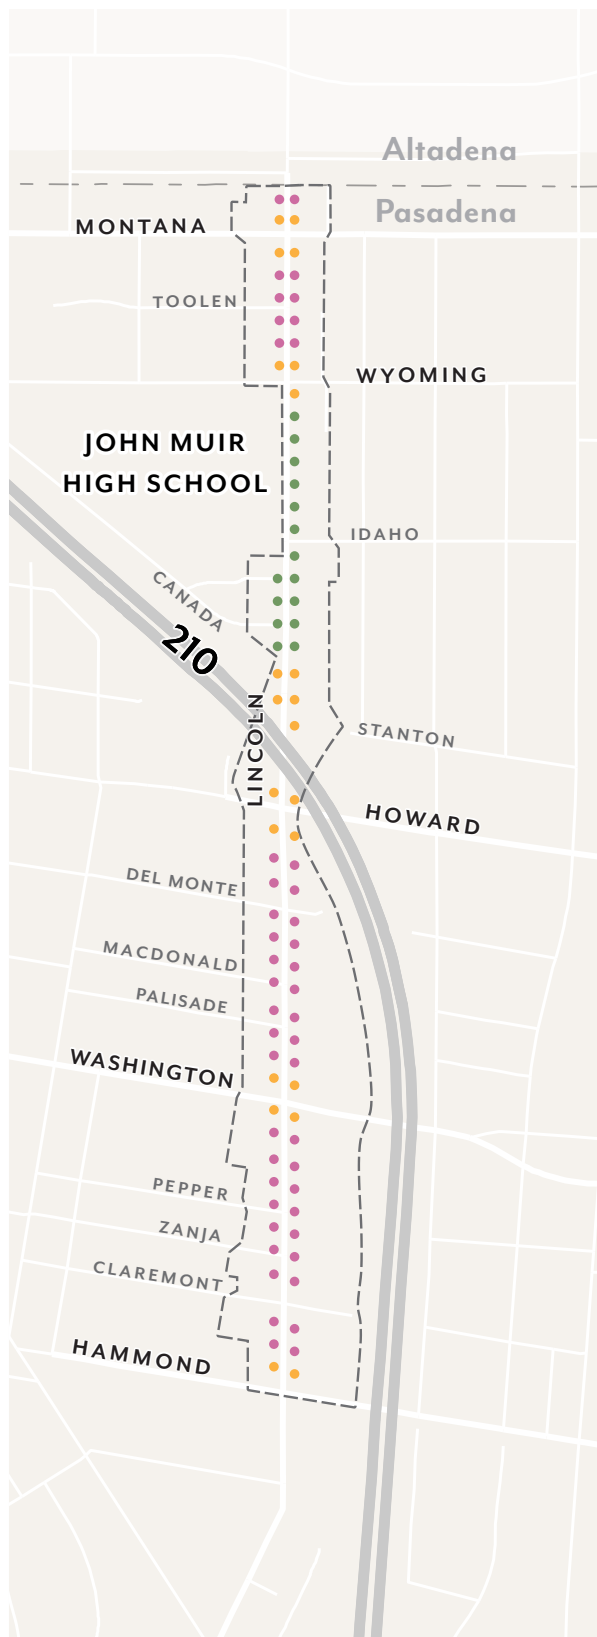 Altadena
Pasadena
MONTANA
TOOLEN
WYOMING
JOHN MUIR
HIGH SCHOOL
IDAHO
CANADA
210
LINCOLN
STANTON
HOWARD
DEL MONTE
MACDONALD
PALISADE
WASHINGTON
PEPPER
ZANJA
CLAREMONT
HAMMOND